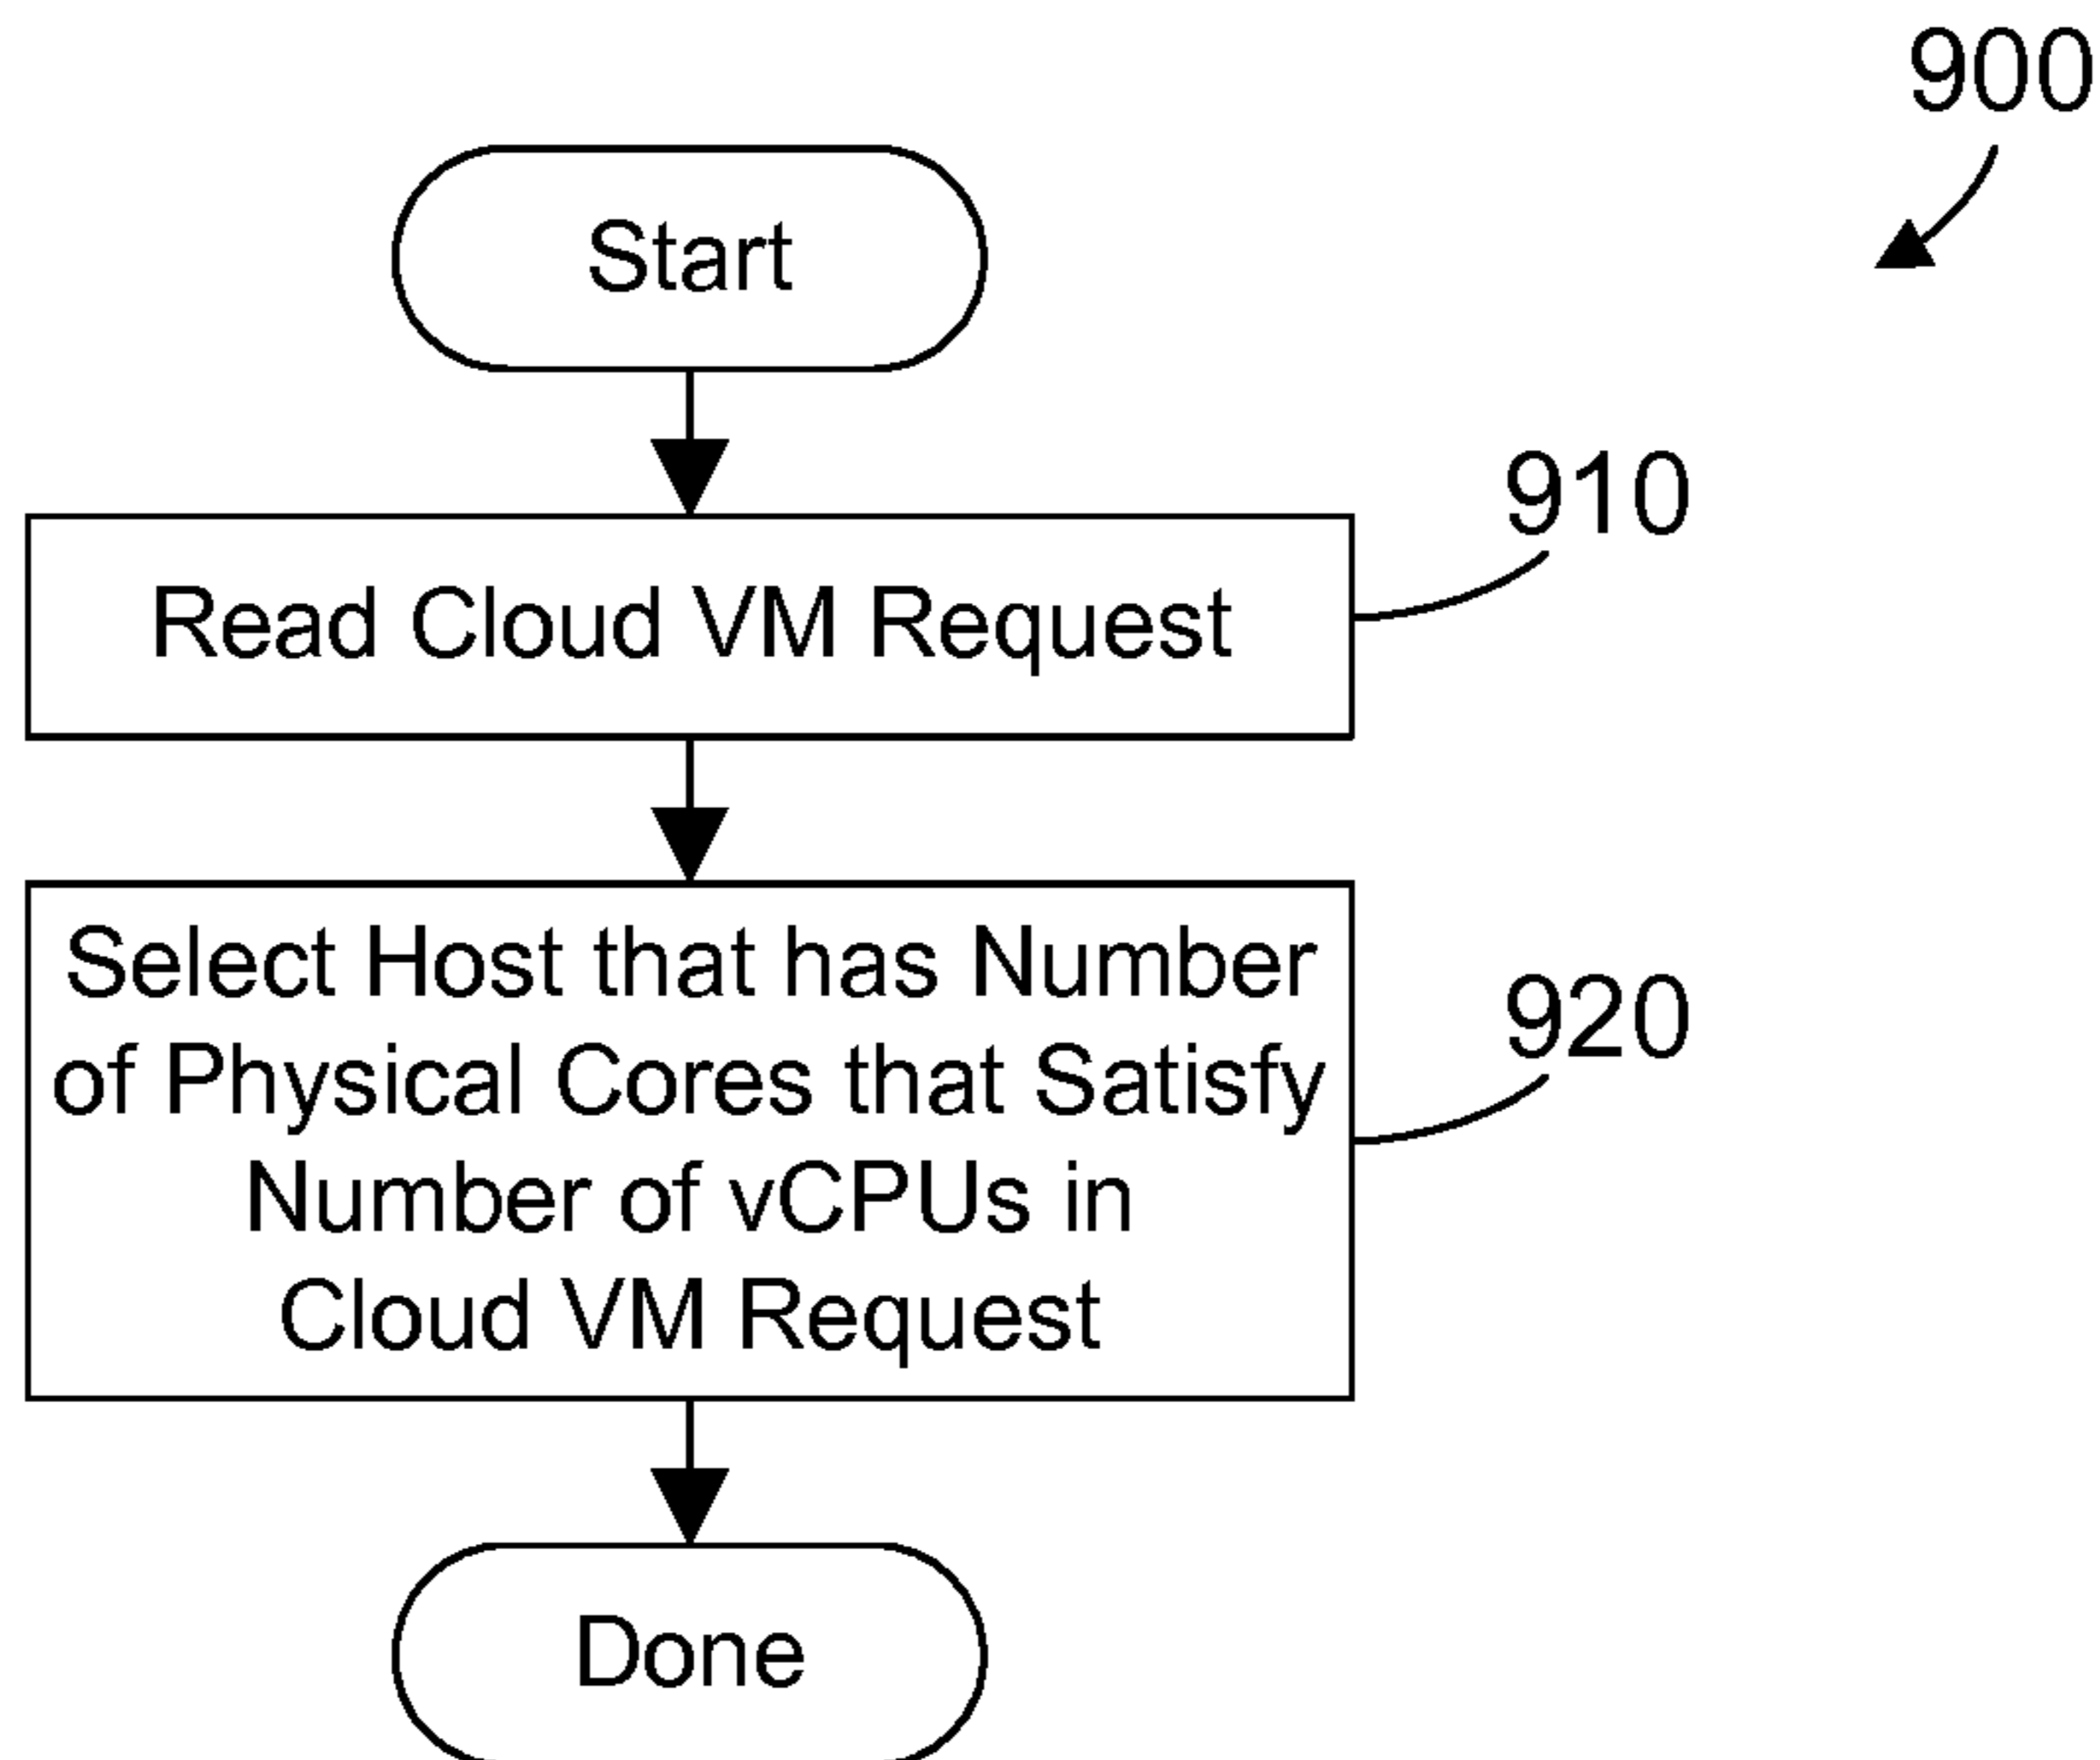 900
Start
910
Read Cloud VM Request
Select Host that has Number
of Physical Cores that Satisfy
920
Number of vCPUs in
Cloud VM Request
Done